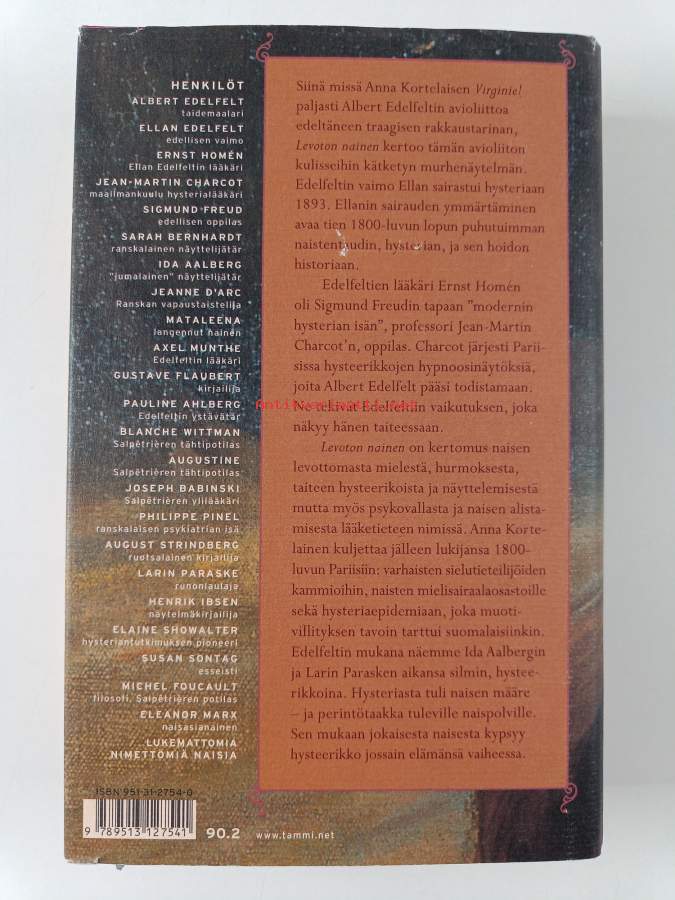 HENKILÖT
ALBERT EDELFELT
taidemaalari
ELLAN EDELFELT
edellisen vaimo
ERNST HOMÉN
Ellan Edelfeltin lääkäri
JEAN-MARTIN CHARCOT
maailmankuulu hysterialääkäri
SIGMUND FREUD
edellisen oppilas
SARAH BERNHARDT
ranskalainen näyttelijätär
IDA AALBERG
"jumalainen" näyttelijätär
JEANNE D'ARC
Ranskan vapaustaistelija
MATALEENA
langennut nainen
AXEL MUNTHE
Edelfeltin lääkäri
GUSTAVE FLAUBERT
kirjailija
PAULINE AHLBERG
Edelfeltin ystävätär
BLANCHE WITTMAN
Salpêtrièren tähtipotilas
AUGUSTINE
Salpêtrièren tähtipotilas
JOSEPH BABINSKI
Salpêtrièren ylilääkäri
PHILIPPE PINEL
ranskalaisen psykiatrian isä
AUGUST STRINDBERG
ruotsalainen kirjailija
LARIN PARASKE
runonlaulaja
HENRIK IBSEN
näytelmäkirjailija
ELAINE SHOWALTER
hysteriantutkimuksen pioneeri
SUSAN SONTAG
esseisti
MICHEL FOUCAULT
filosofi, Salpêtrièren potilas
ELEANOR MARX
naisasianainen
LUKEMATTOMIA
NIMETTÖMIÄ NAISIA
Siinä missä Anna Kortelaisen Virginie!
paljasti Albert Edelfeltin avioliittoa
edeltäneen traagisen rakkaustarinan,
Levoton nainen kertoo tämän avioliiton
kulisseihin kätketyn murhenäytelmän.
Edelfeltin vaimo Ellan sairastui hysteriaan
1893. Ellanin sairauden ymmärtäminen
avaa tien 1800-luvun lopun puhutuimman
naistentaudin, hysterian, ja sen hoidon
historiaan.
Edelfeltien lääkäri Ernst Homén
oli Sigmund Freudin tapaan "modernin
hysterian isän", professori Jean-Martin
Charcot'n, oppilas. Charcot järjesti Parii-
sissa hysteerikkojen hypnoosinäytöksiä,
joita Albert Edelfelt pääsi todistamaan.
Ne tekivät Edelfeltiin vaikutuksen, joka
näkyy hänen taiteessaan.
Levoton nainen on kertomus naisen
levottomasta mielestä, hurmoksesta,
taiteen hysteerikoista ja näyttelemisestä
mutta myös psykovallasta ja naisen alista-
misesta lääketieteen nimissä. Anna Korte-
lainen kuljettaa jälleen lukijansa 1800-
luvun Pariisiin: varhaisten sielutieteilijöiden
kammioihin, naisten mielisairaalaosastoille
sekä hysteriaepidemiaan, joka muoti-
villityksen tavoin tarttui suomalaisiinkin.
Edelfeltin mukana näemme Ida Aalbergin
ja Larin Parasken aikansa silmin, hystee-
rikkoina. Hysteriasta tuli naisen määre
– ja perintötaakka tuleville naispolville.
Sen mukaan jokaisesta naisesta kypsyy
hysteerikko jossain elämänsä vaiheessa.
ISBN 951-31-2754-0
9 789513 127541
90.2
www.tammi.net